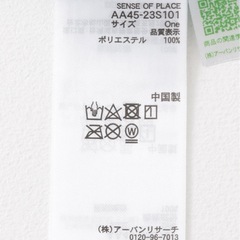 SENSE OF PLACE
AA45-23S101
サイズ One
品質表示
ポリエステル 100%
中国製
W
(株)アーバンリサーチ
0120-96-7013